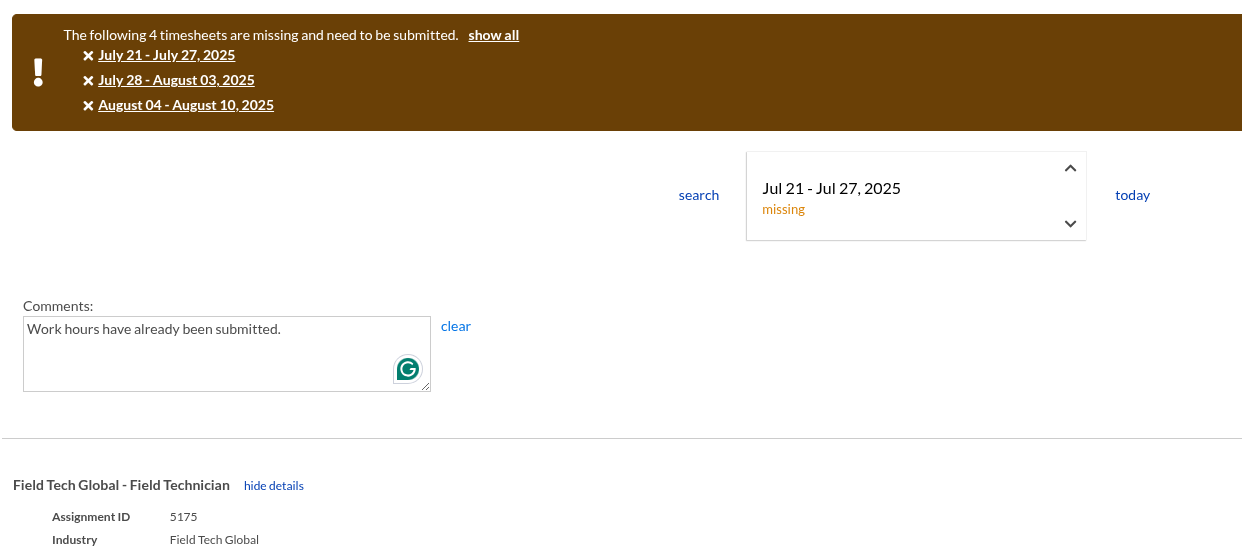 The following 4 timesheets are missing and need to be submitted. show all
July 21 - July 27, 2025
July 28 - August 03, 2025
August 04 - August 10, 2025
search
Jul 21 - Jul 27, 2025
missing
today
Comments:
Work hours have already been submitted.
clear
Field Tech Global - Field Technician hide details
Assignment ID 5175
Industry Field Tech Global